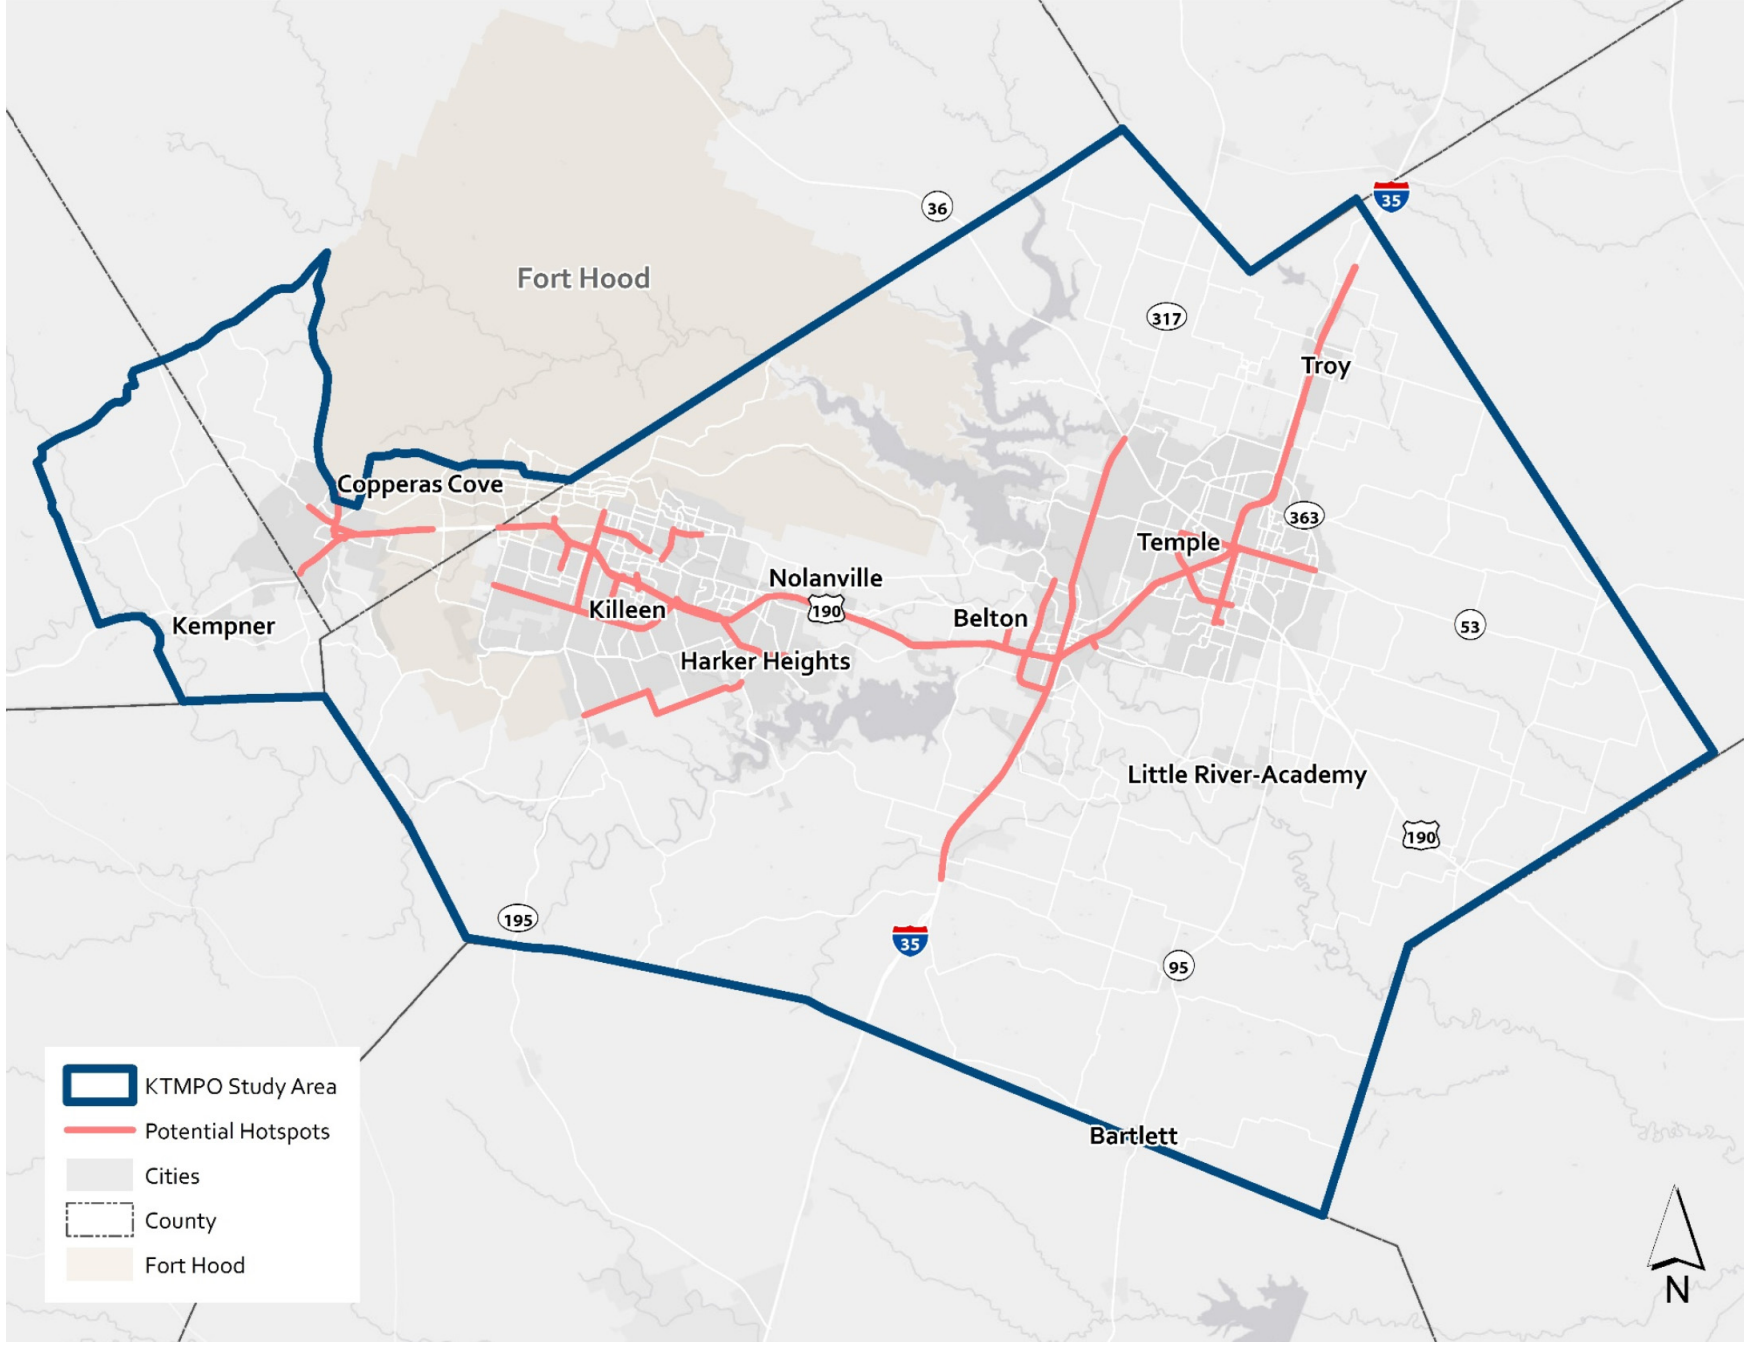 36
35
Fort Hood
317
Troy
Copperas Cove
363
Temple
Nolanville
190
Killeen
Belton
Kempner
53
Harker Heights
Little River-Academy
190
195
35
95
Bartlett
KTMPO Study Area
Potential Hotspots
Cities
County
Fort Hood
N